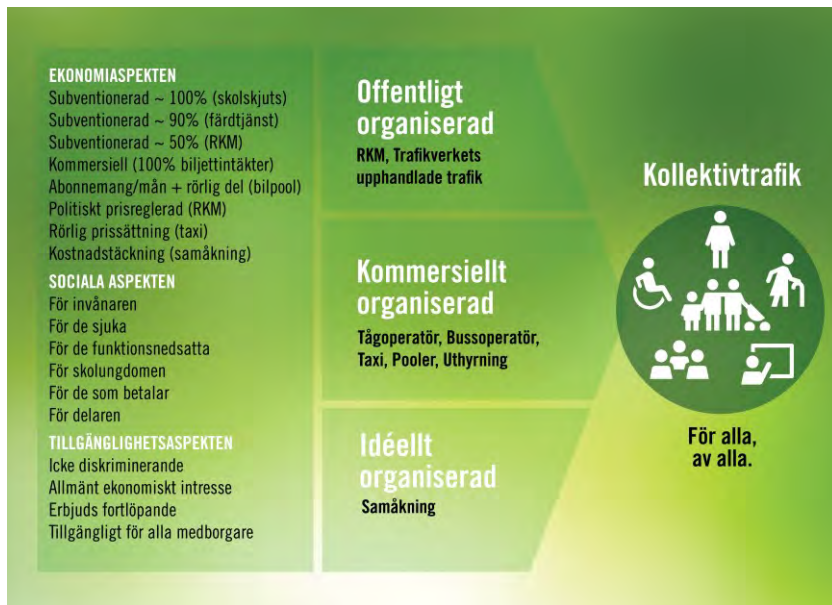 EKONOMIASPEKTEN
Subventionerad ~ 100% (skolskjuts)
Subventionerad ~ 90% (färdtjänst)
Subventionerad ~ 50% (RKM)
Kommersiell (100% biljettintäkter)
Abonnemang/mån + rörlig del (bilpool)
Politiskt prisreglerad (RKM)
Rörlig prissättning (taxi)
Kostnadstäckning (samåkning)
SOCIALA ASPEKTEN
För invånaren
För de sjuka
För de funktionsnedsatta
För skolungdomen
För de som betalar
För delaren
TILLGÄNGLIGHETSASPEKTEN
Icke diskriminerande
Allmänt ekonomiskt intresse
Erbjuds fortlöpande
Tillgängligt för alla medborgare
Offentligt
organiserad
RKM, Trafikverkets
upphandlade trafik
Kommersiellt
organiserad
Tågoperatör, Bussoperatör,
Taxi, Pooler, Uthyrning
Idéellt
organiserad
Samåkning
Kollektivtrafik
För alla,
av alla.